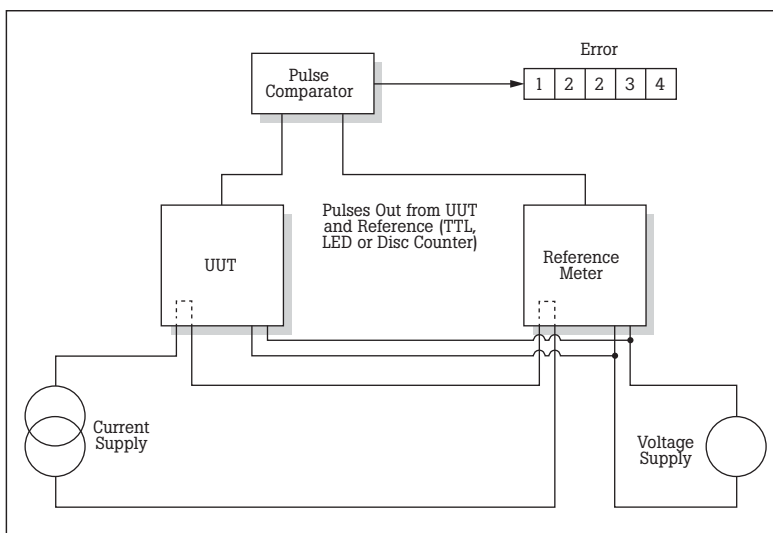 Error
Pulse
Comparator
1 2 2 3 4
Pulses Out from UUT
and Reference (TTL,
LED or Disc Counter)
UUT
Reference
Meter
Current
Supply
Voltage
Supply